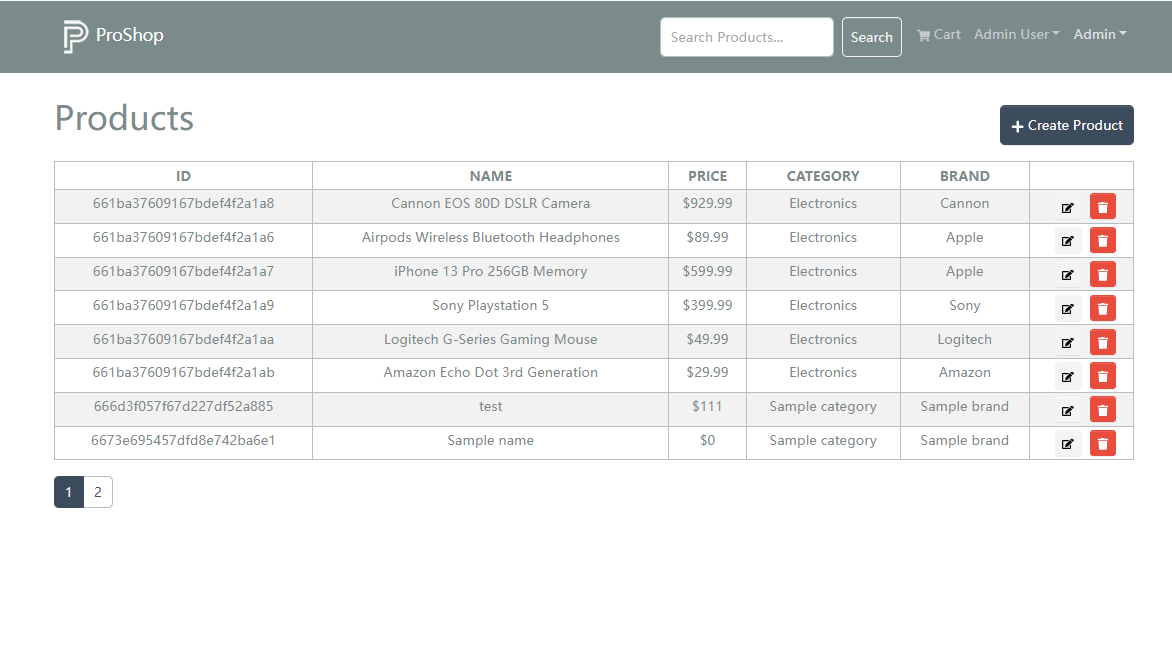 ProShop Search Products... Search Cart Admin User Admin
Products
Create Product
ID NAME PRICE CATEGORY BRAND
661ba37609167bdef4f2a1a8 Cannon EOS 80D DSLR Camera $929.99 Electronics Cannon
661ba37609167bdef4f2a1a6 Airpods Wireless Bluetooth Headphones $89.99 Electronics Apple
661ba37609167bdef4f2a1a7 iPhone 13 Pro 256GB Memory $599.99 Electronics Apple
661ba37609167bdef4f2a1a9 Sony Playstation 5 $399.99 Electronics Sony
661ba37609167bdef4f2a1aa Logitech G-Series Gaming Mouse $49.99 Electronics Logitech
661ba37609167bdef4f2a1ab Amazon Echo Dot 3rd Generation $29.99 Electronics Amazon
666d3f057f67d227df52a885 test $111 Sample category Sample brand
6673e695457dfd8e742ba6e1 Sample name $0 Sample category Sample brand
1 2